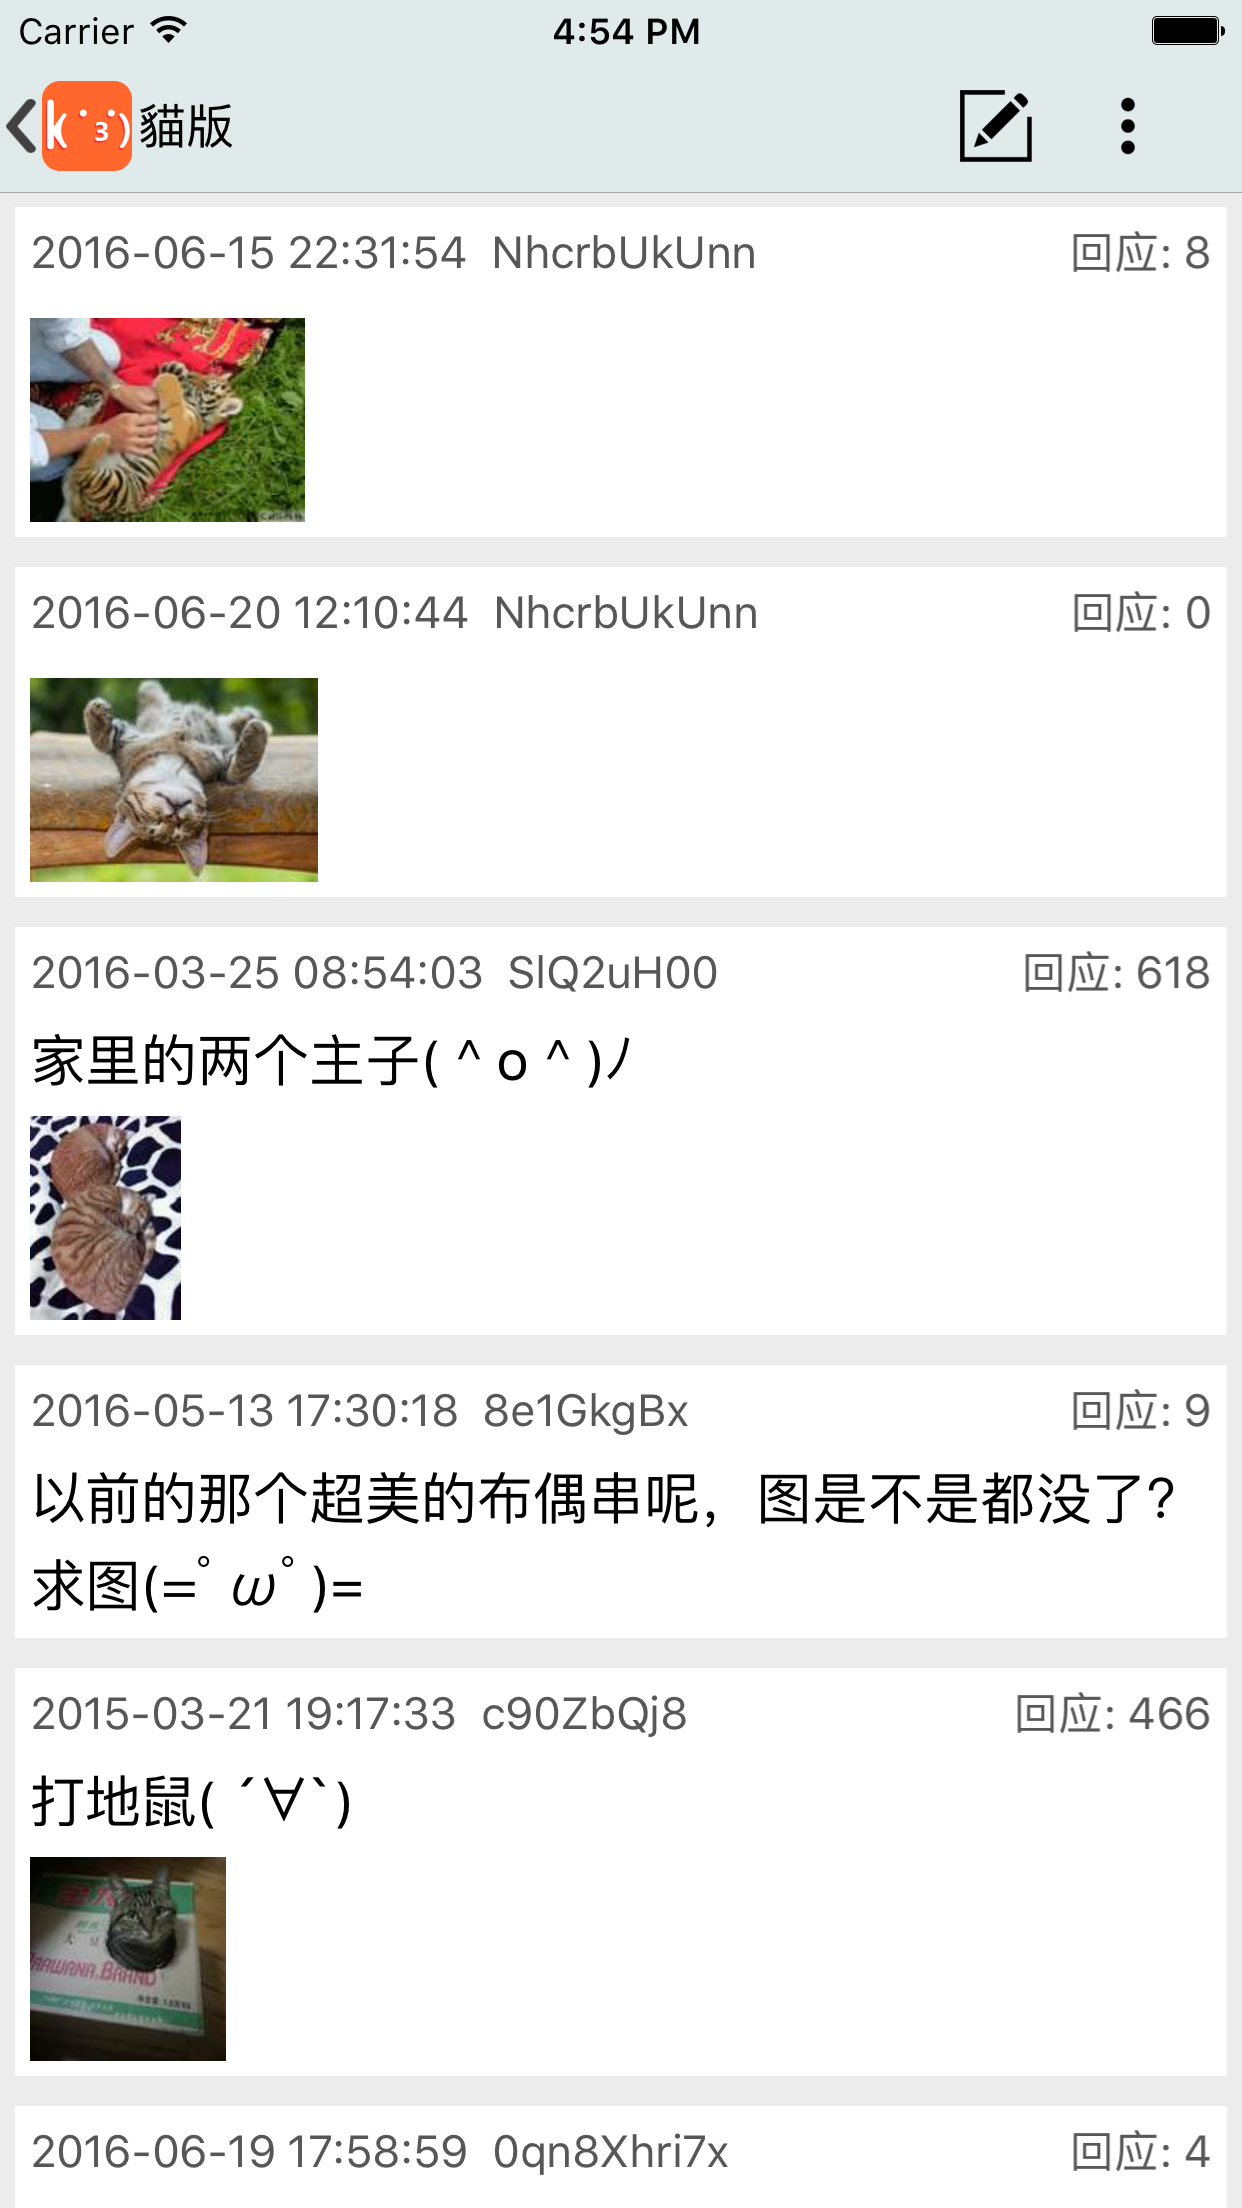 Carrier
4:54 PM
k˙³˙)
貓版
2016-06-15 22:31:54 NhcrbUkUnn 回应: 8
2016-06-20 12:10:44 NhcrbUkUnn 回应: 0
2016-03-25 08:54:03 SlQ2uH00 回应: 618
家里的两个主子(＾o＾)ﾉ
2016-05-13 17:30:18 8e1GkgBx 回应: 9
以前的那个超美的布偶串呢，图是不是都没了？
求图(=ﾟωﾟ)=
2015-03-21 19:17:33 c90ZbQj8 回应: 466
打地鼠( ´∀`)
BRAND
2016-06-19 17:58:59 0qn8Xhri7x 回应: 4